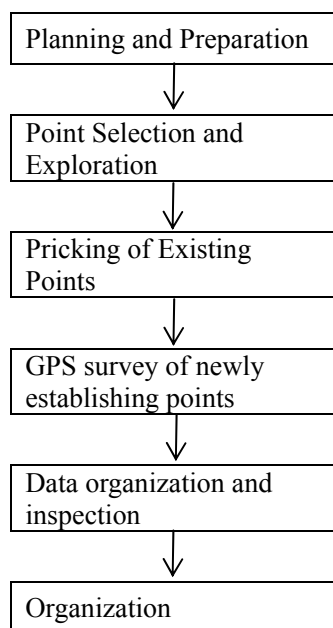 Planning and Preparation
Point Selection and
Exploration
Pricking of Existing
Points
GPS survey of newly
establishing points
Data organization and
inspection
Organization